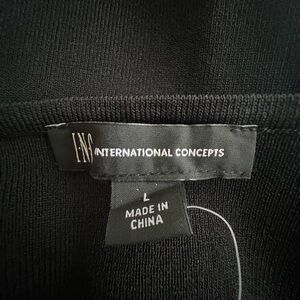 I·N·C INTERNATIONAL CONCEPTS
L
MADE IN
CHINA